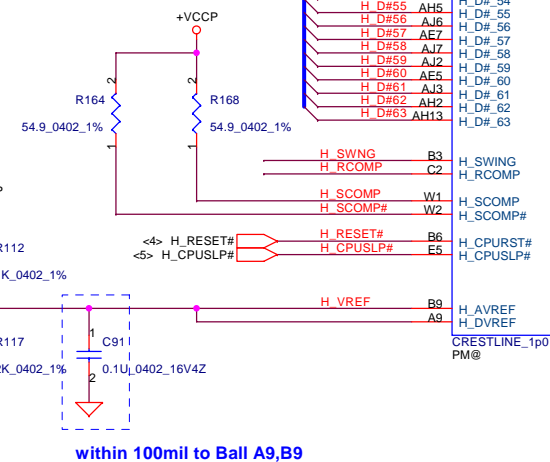 +VCCP
R164
2
1
54.9_0402_1%
R168
2
1
54.9_0402_1%
H_D#55 AH5 H_D#_55
H_D#56 AJ6 H_D#_56
H_D#57 AE7 H_D#_57
H_D#58 AJ7 H_D#_58
H_D#59 AJ2 H_D#_59
H_D#60 AE5 H_D#_60
H_D#61 AJ3 H_D#_61
H_D#62 AH2 H_D#_62
H_D#63 AH13 H_D#_63
H_SWNG B3 H_SWING
H_RCOMP C2 H_RCOMP
H_SCOMP W1 H_SCOMP
H_SCOMP# W2 H_SCOMP#
<4> H_RESET# H_RESET# B6 H_CPURST#
<5> H_CPUSLP# H_CPUSLP# E5 H_CPUSLP#
H_VREF B9 H_AVREF
A9 H_DVREF
CRESTLINE_1p0
PM@
R112
K_0402_1%
R117
2K_0402_1%
1
C91
0.1U_0402_16V4Z
2
within 100mil to Ball A9,B9